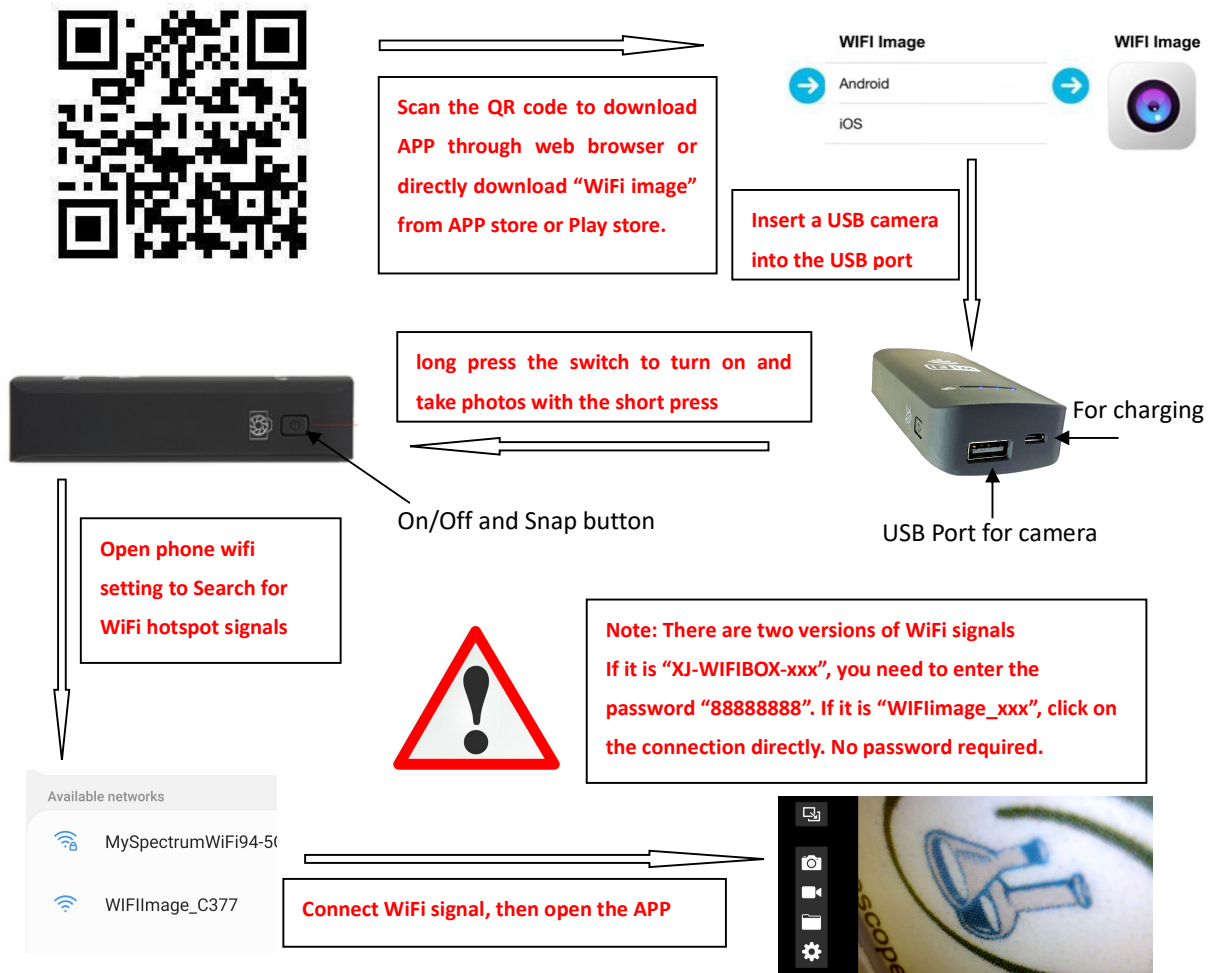 WIFI Image
Android
iOS
WIFI Image
Scan the QR code to download
APP through web browser or
directly download “WiFi image”
from APP store or Play store.
Insert a USB camera
into the USB port
long press the switch to turn on and
take photos with the short press
For charging
USB Port for camera
On/Off and Snap button
Open phone wifi
setting to Search for
WiFi hotspot signals
Note: There are two versions of WiFi signals
If it is “XJ-WIFIBOX-xxx”, you need to enter the
password “88888888”. If it is “WIFIimage_xxx”, click on
the connection directly. No password required.
Available networks
MySpectrumWiFi94-5
WIFIImage_C377
Connect WiFi signal, then open the APP
scope